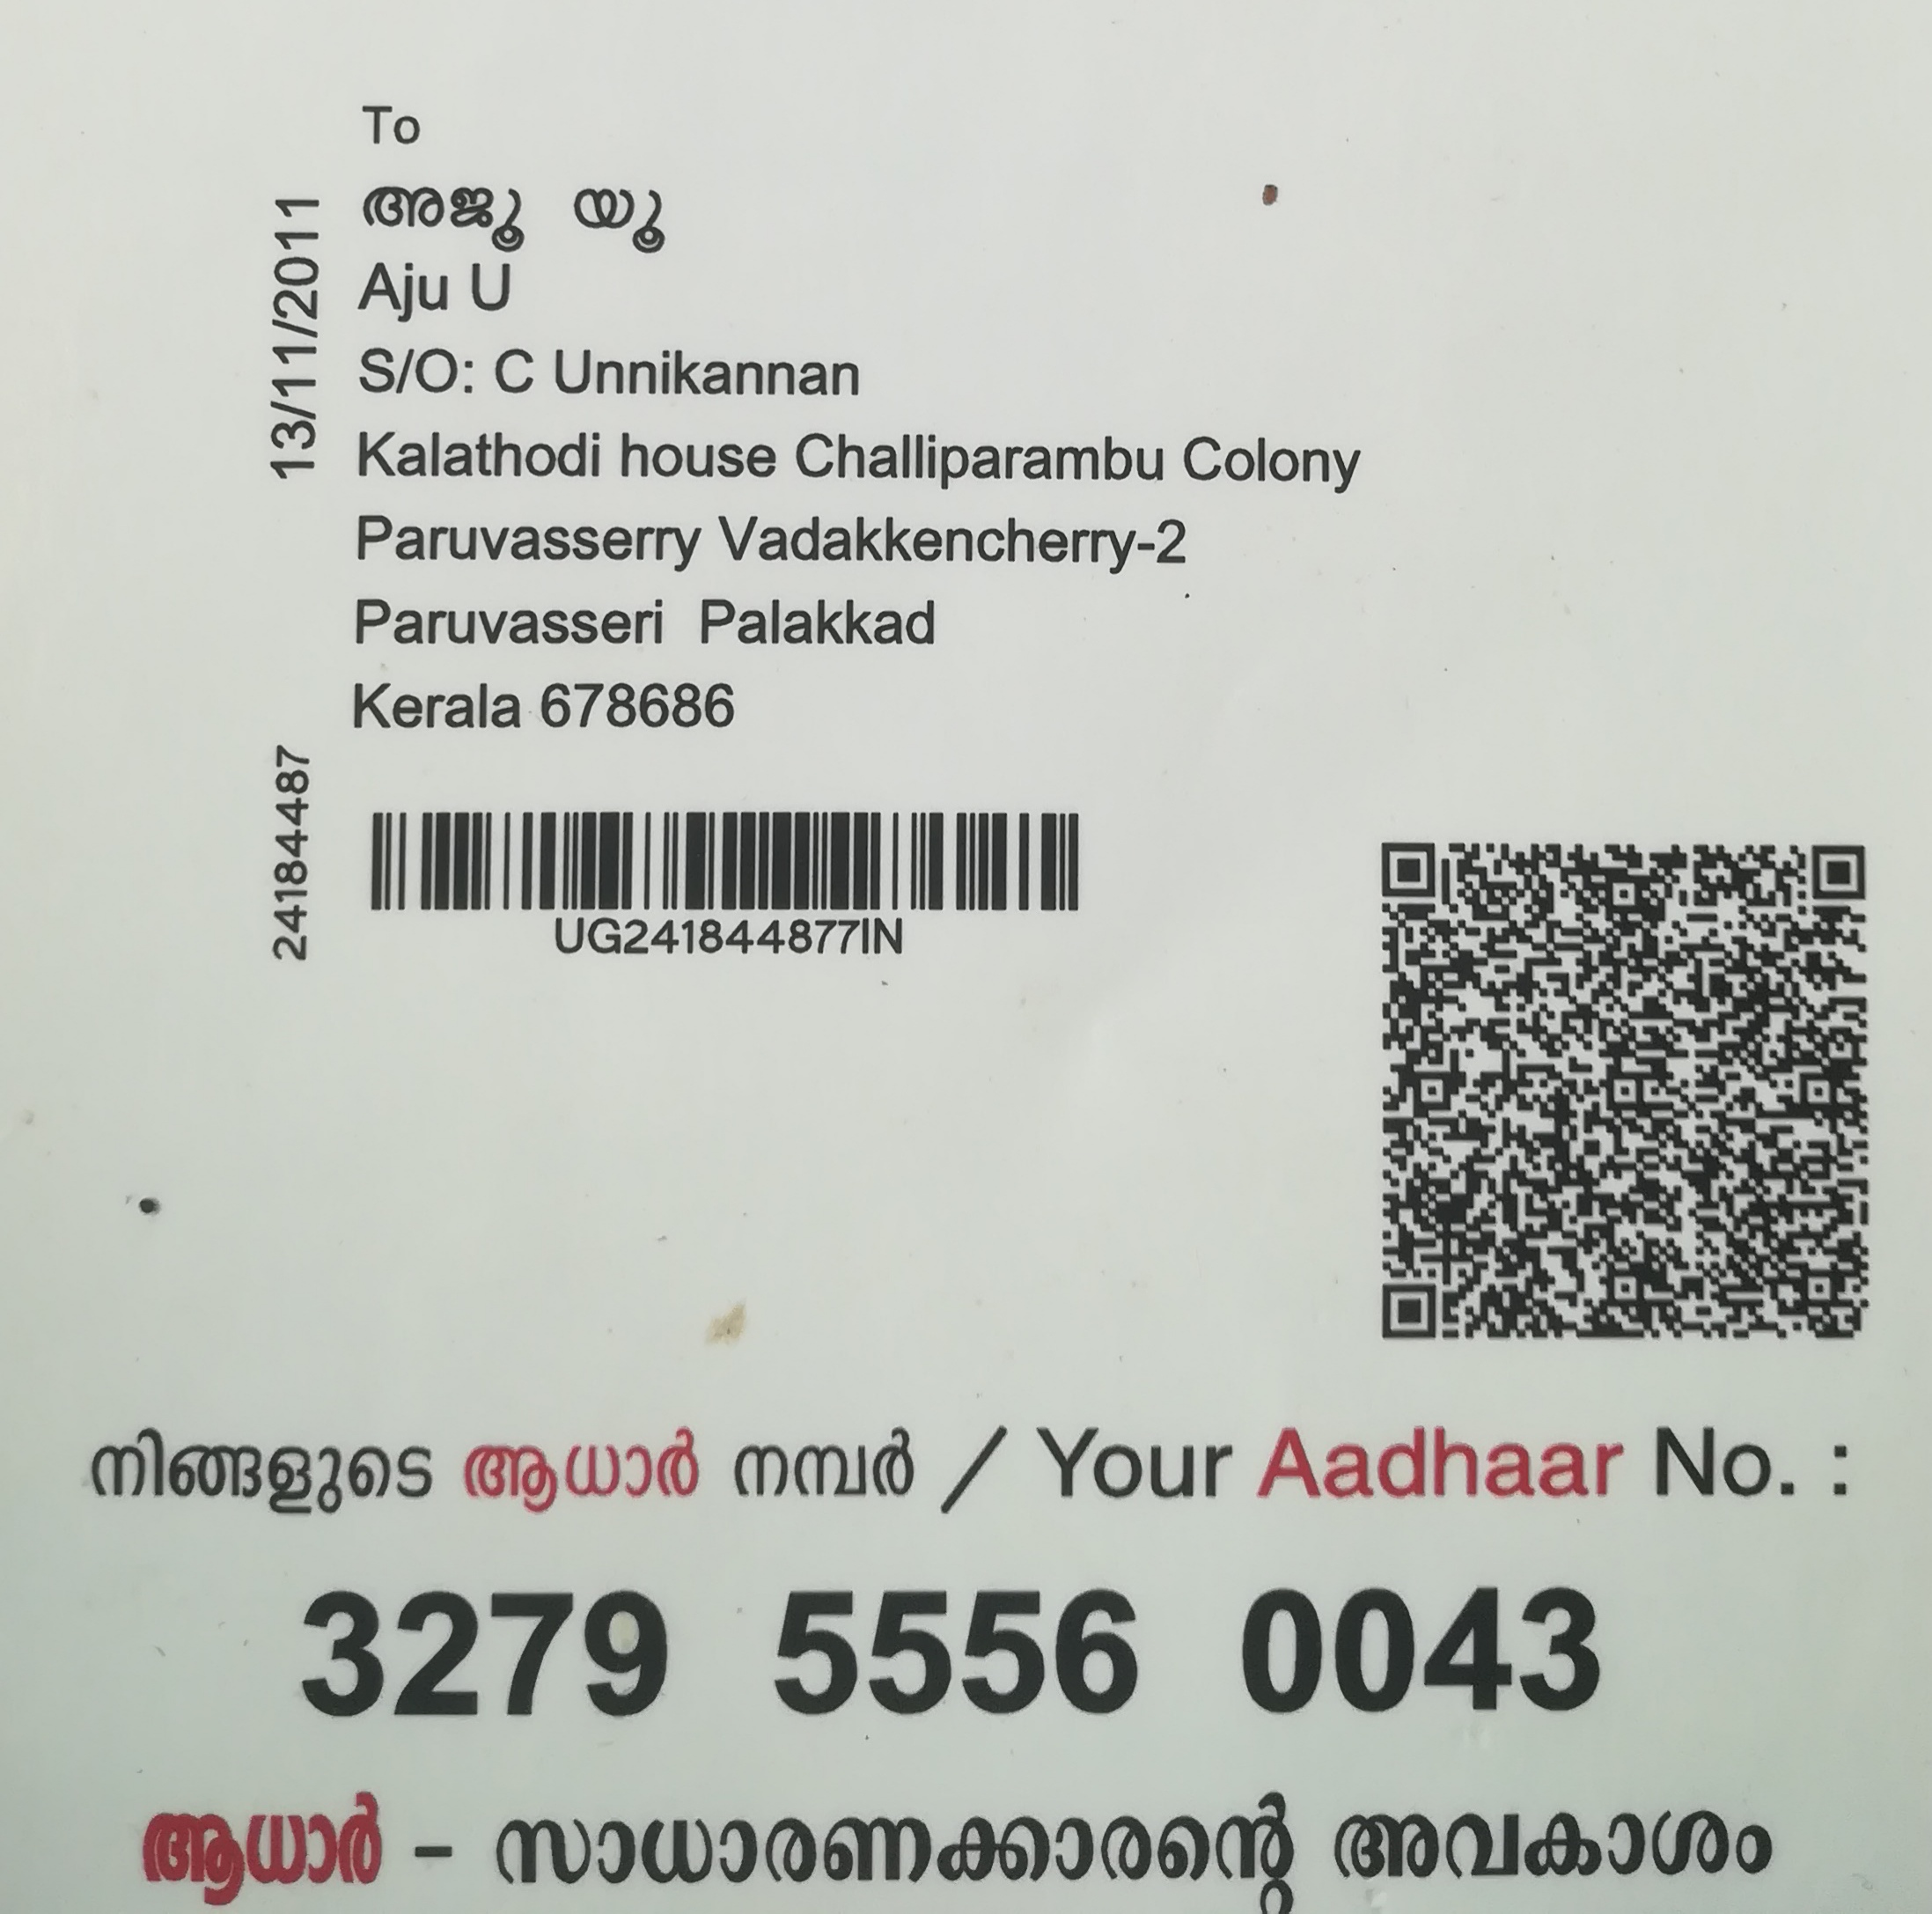 To
അജൂ യൂ
Aju U
S/O: C Unnikannan
Kalathodi house Challiparambu Colony
Paruvasserry Vadakkencherry-2
Paruvasseri Palakkad
Kerala 678686
13/11/2011
24184487
UG241844877IN
നിങ്ങളുടെ ആധാർ നമ്പർ / Your Aadhaar No. :
3279 5556 0043
ആധാർ - സാധാരണക്കാരന്റെ അവകാശം